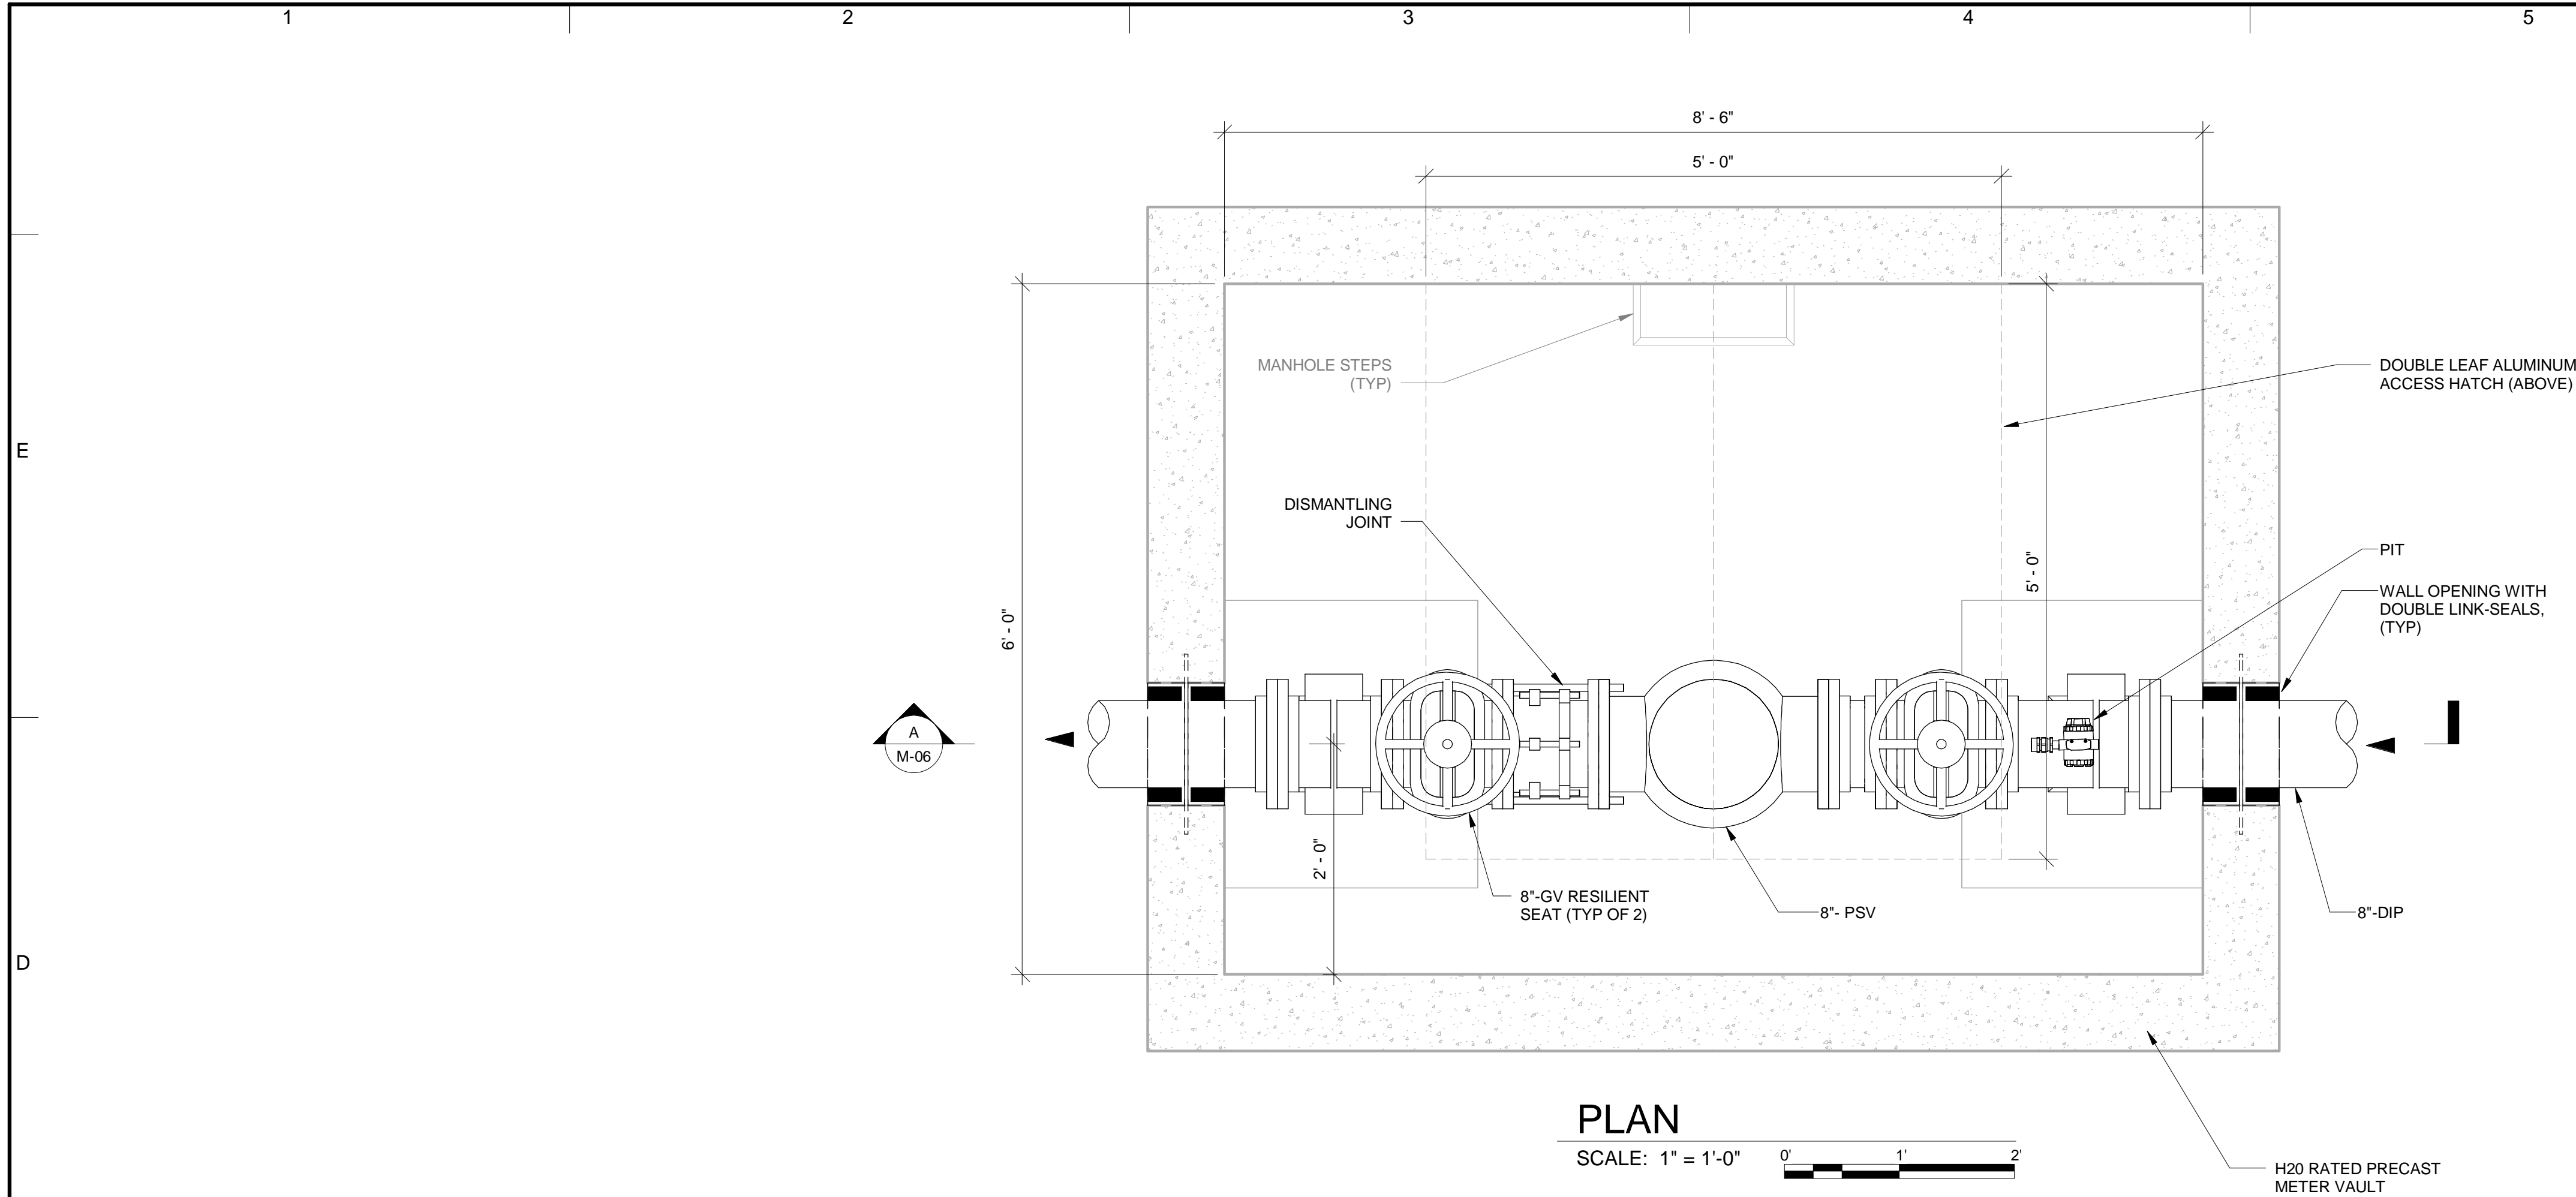 1 2 3 4 5
8' - 6"
5' - 0"
MANHOLE STEPS
(TYP)
DOUBLE LEAF ALUMINUM
ACCESS HATCH (ABOVE)
E
DISMANTLING
JOINT
5' - 0"
PIT
6' - 0"
WALL OPENING WITH
DOUBLE LINK-SEALS,
(TYP)
A
M-06
2' - 0"
8"-GV RESILIENT
SEAT (TYP OF 2)
8"- PSV
8"-DIP
D
PLAN
SCALE: 1" = 1'-0"
0' 1' 2'
H20 RATED PRECAST
METER VAULT